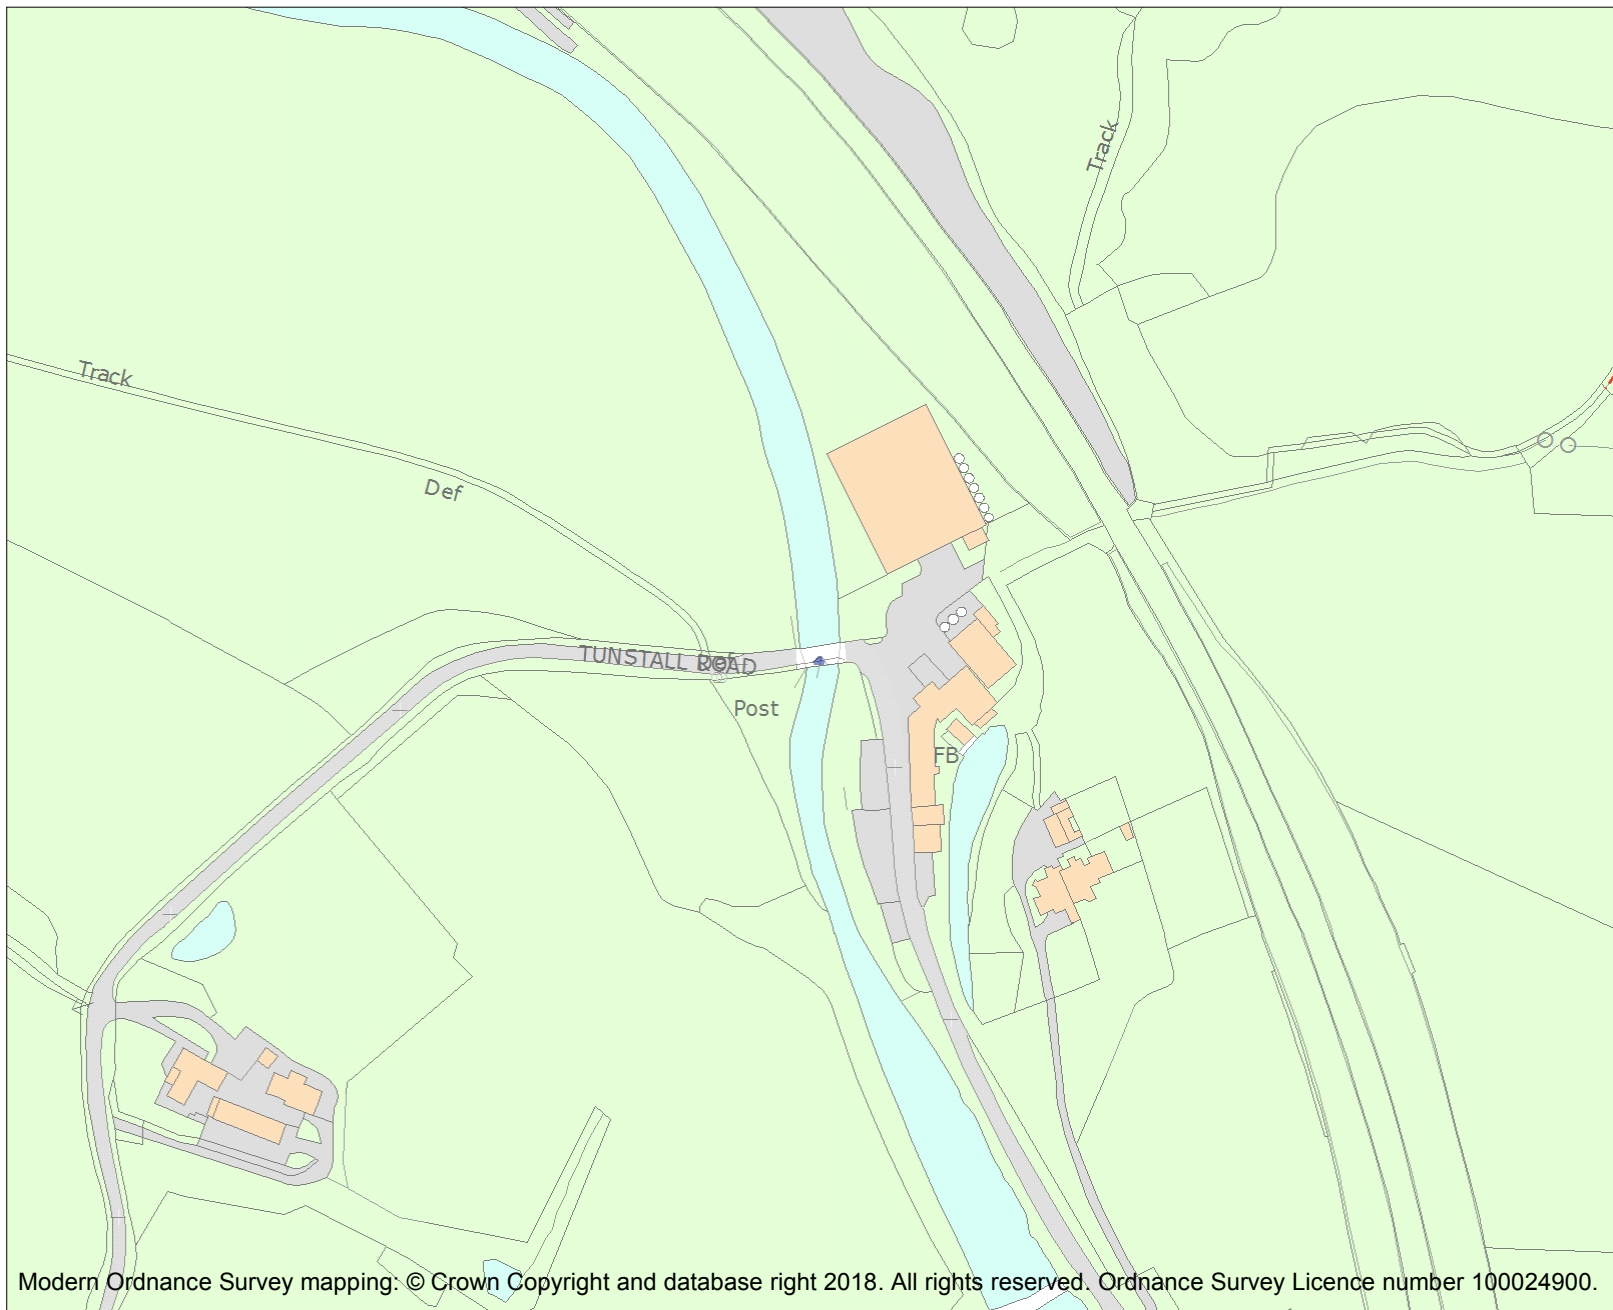 Track
Track
Def
TUNSTALL ROAD
Def
Post
FB
Modern Ordnance Survey mapping: © Crown Copyright and database right 2018. All rights reserved. Ordnance Survey Licence number 100024900.